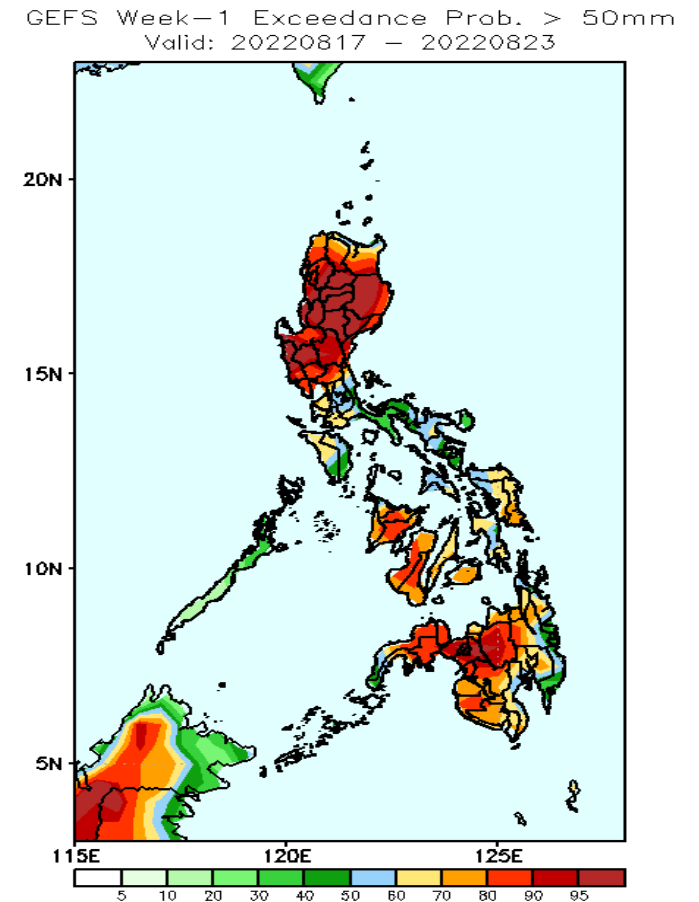 GEFS Week-1 Exceedance Prob. > 50mm
Valid: 20220817 - 20220823
20N
15N
10N
5N
115E 120E 125E
5 10 20 30 40 50 60 70 80 90 95